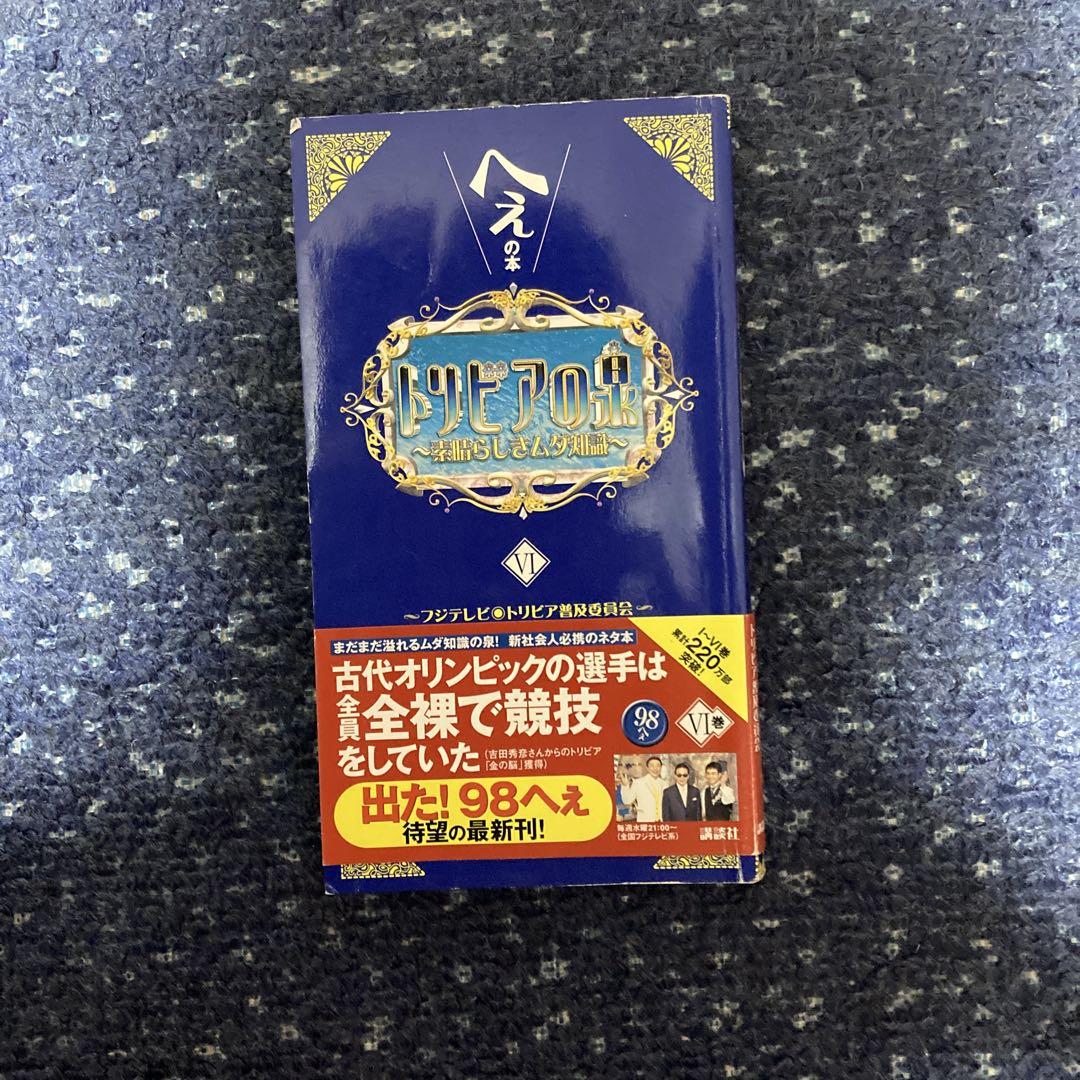 へぇの本
トリビアの泉
〜素晴らしきムダ知識〜
VI
フジテレビ◉トリビア普及委員会
まだまだ溢れるムダ知識の泉! 新社会人必携のネタ本
I〜VI巻
累計220万部
突破!
古代オリンピックの選手は
全員全裸で競技
をしていた
(吉田秀彦さんからのトリビア
「金の脳」獲得)
98
へぇ
VI巻
出た!98へぇ
待望の最新刊!
毎週水曜21:00〜
(全国フジテレビ系)
講談社